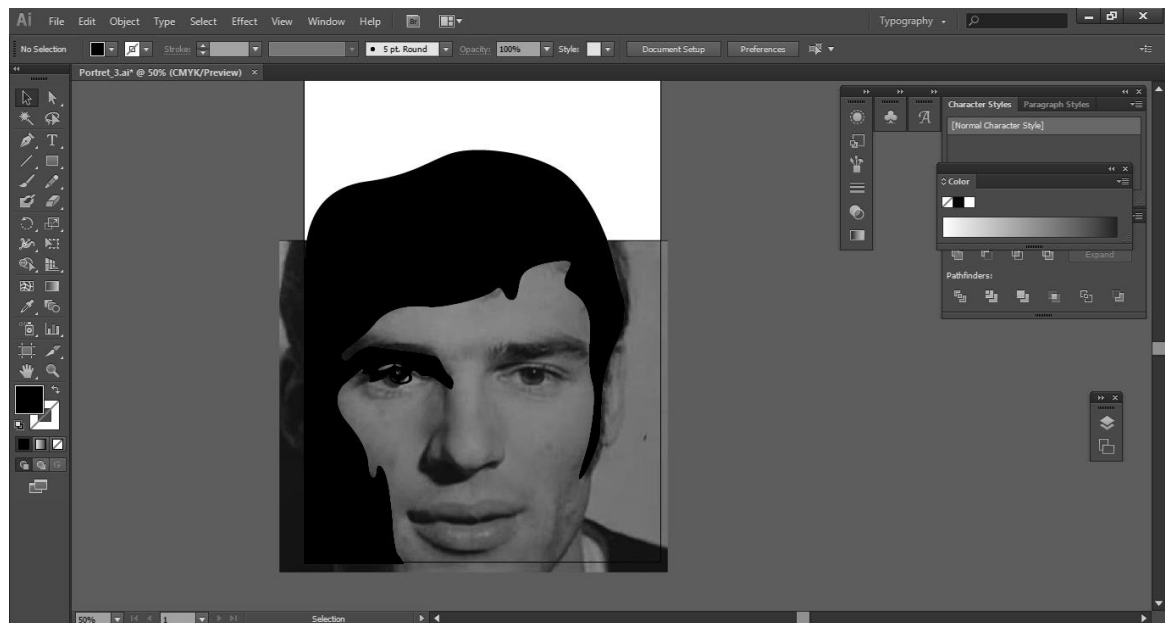 Ai File Edit Object Type Select Effect View Window Help Br Typography
No Selection Stroke: 5 pt. Round Opacity: 100% Style: Document Setup Preferences
Portret_3.ai* @ 50% (CMYK/Preview) ×
Character Styles Paragraph Styles
[Normal Character Style]
Color
Expand
Pathfinders:
50% 1 Selection